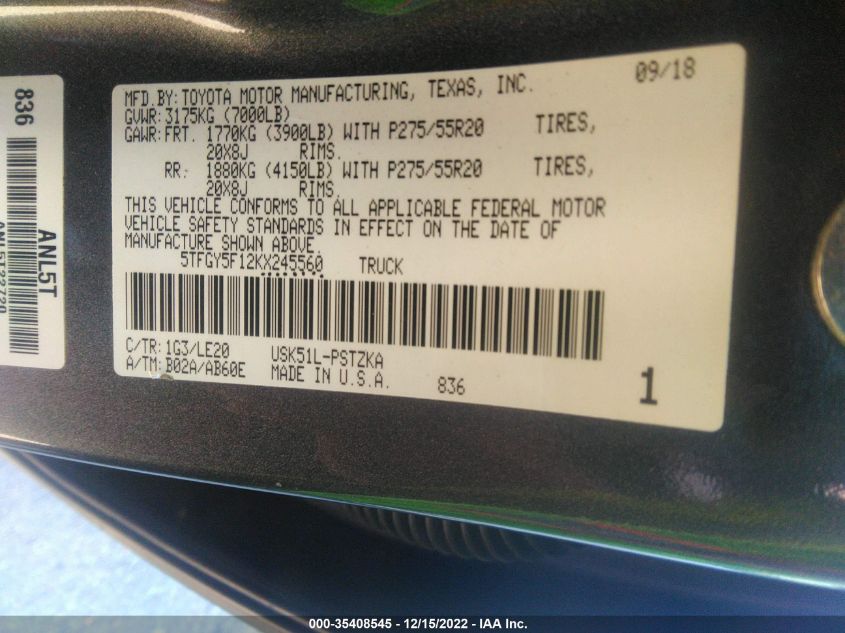 MFD.BY: TOYOTA MOTOR MANUFACTURING, TEXAS, INC. 09/18
GVWR: 3175KG (7000LB)
GAWR: FRT. 1770KG (3900LB) WITH P275/55R20 TIRES,
20X8J RIMS.
RR: 1880KG (4150LB) WITH P275/55R20 TIRES,
20X8J RIMS.
THIS VEHICLE CONFORMS TO ALL APPLICABLE FEDERAL MOTOR
VEHICLE SAFETY STANDARDS IN EFFECT ON THE DATE OF
MANUFACTURE SHOWN ABOVE.
5TFGY5F12KX245560 TRUCK
C/TR: 1G3/LE20 USK51L-PSTZKA
A/TM: B02A/AB60E MADE IN U.S.A. 836 1
836
ANL5T
ANL5T22720
000-35408545 - 12/15/2022 - IAA Inc.